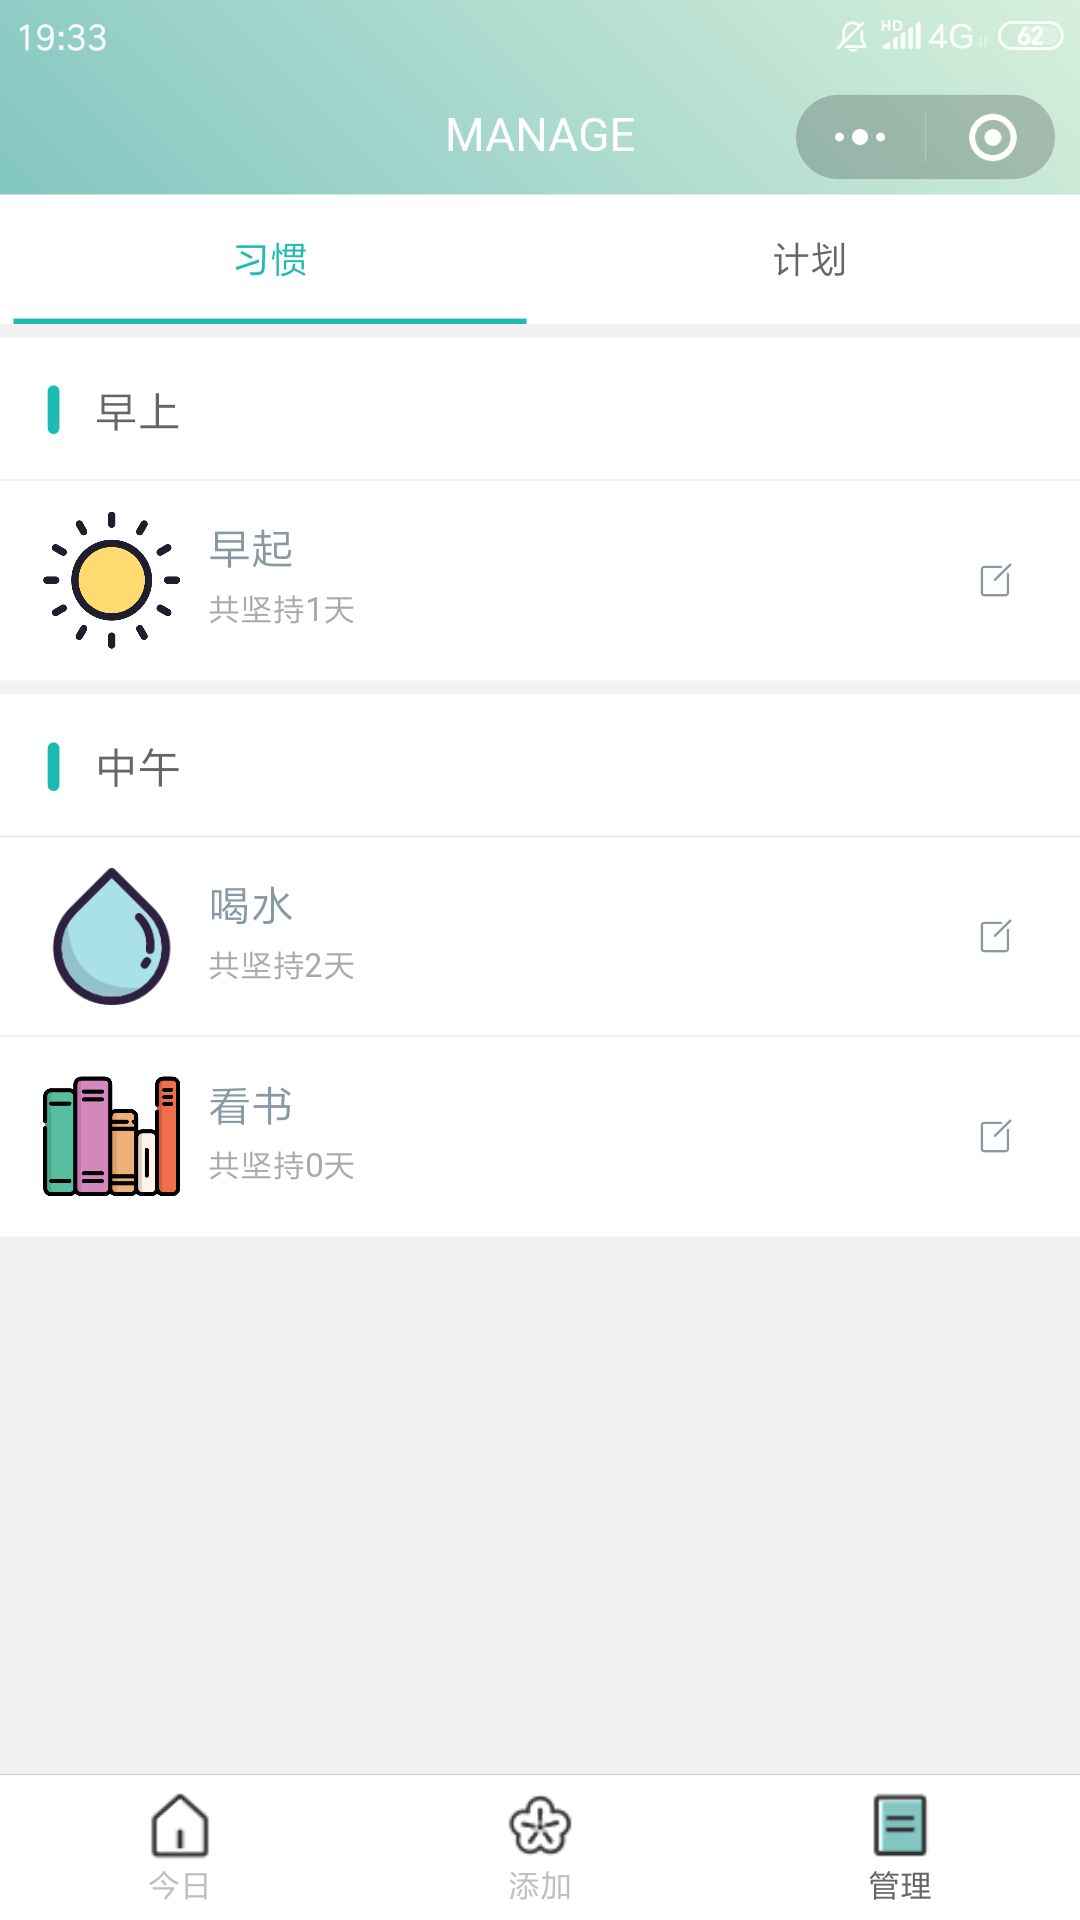 19:33
HD 4G 62
MANAGE
习惯 计划
早上
早起
共坚持1天
中午
喝水
共坚持2天
看书
共坚持0天
今日 添加 管理